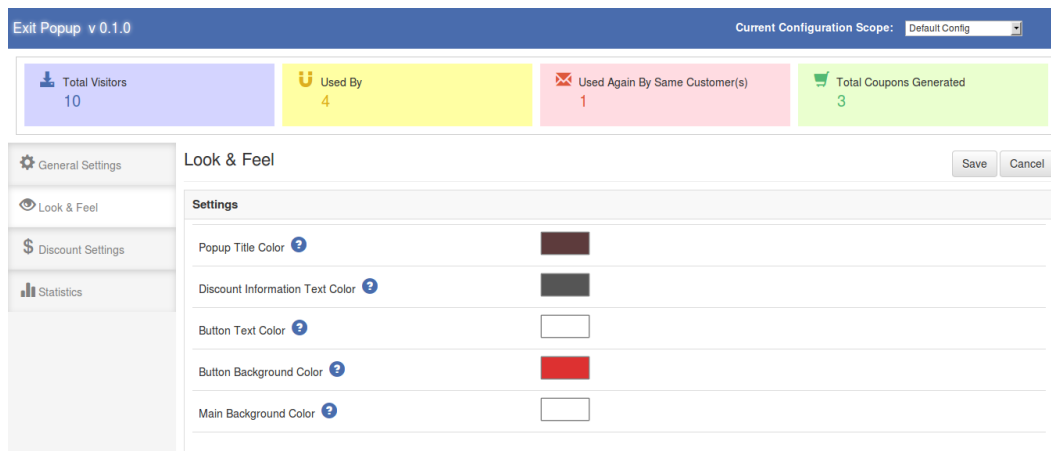 Exit Popup v 0.1.0
Current Configuration Scope: Default Config
Total Visitors
10
Used By
4
Used Again By Same Customer(s)
1
Total Coupons Generated
3
General Settings
Look & Feel
Discount Settings
Statistics
Look & Feel
Save
Cancel
Settings
Popup Title Color ?
Discount Information Text Color ?
Button Text Color ?
Button Background Color ?
Main Background Color ?